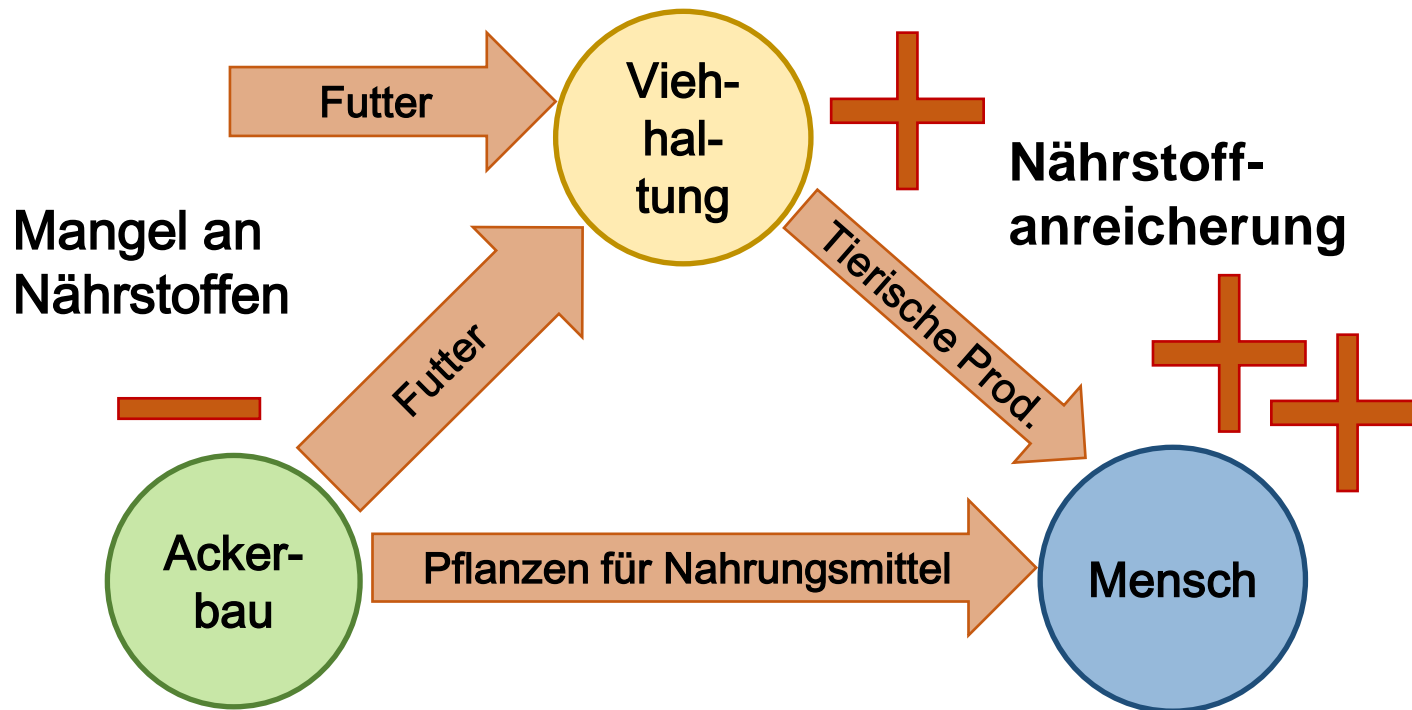 Futter
Vieh-
hal-
tung
Nährstoff-
anreicherung
Mangel an
Nährstoffen
Futter
Tierische Prod.
Acker-
bau
Pflanzen für Nahrungsmittel
Mensch